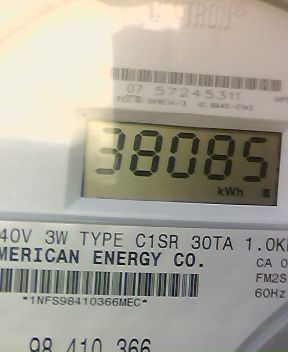 07 57245311
38085
kWh
40V 3W TYPE C1SR 30TA 1.0K
MERICAN ENERGY CO.
CA 0
FM2S
60Hz
*1NFS98410366MEC*
98 410 366